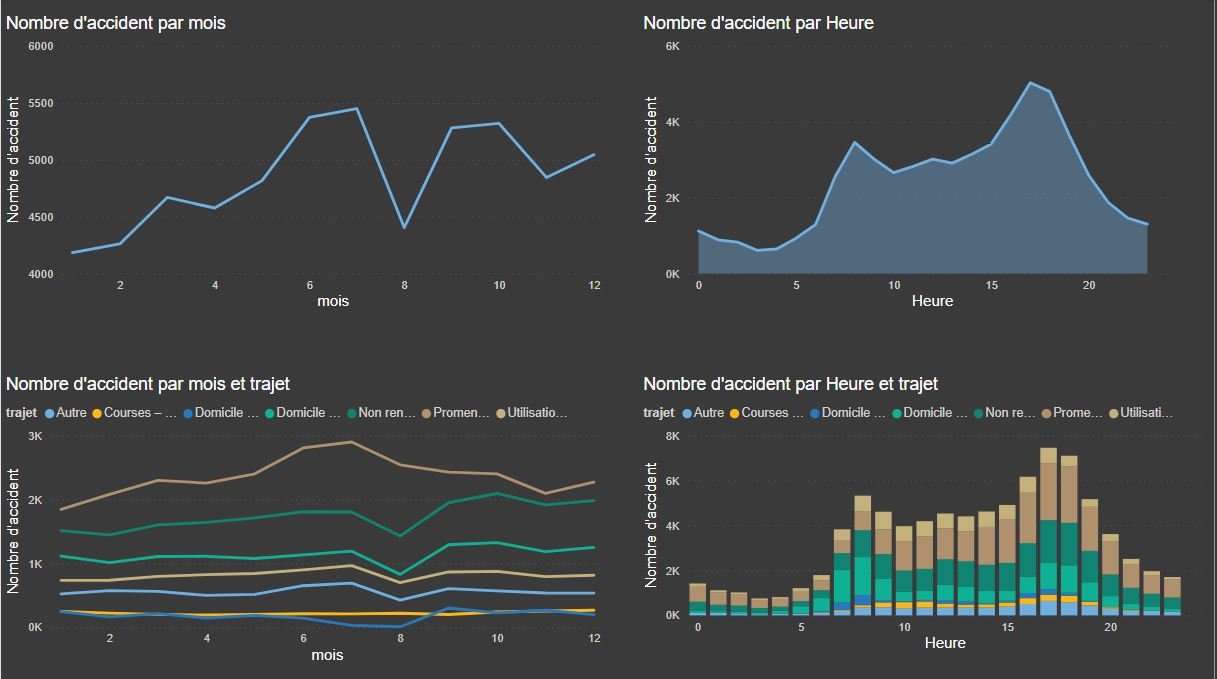 Nombre d'accident par mois
Nombre d'accident
6000
5500
5000
4500
4000
2
4
6
8
10
12
mois
Nombre d'accident par Heure
Nombre d'accident
6K
4K
2K
0K
0
5
10
15
20
Heure
Nombre d'accident par mois et trajet
trajet Autre Courses – … Domicile … Domicile … Non ren… Promen… Utilisatio…
Nombre d'accident
3K
2K
1K
0K
2
4
6
8
10
12
mois
Nombre d'accident par Heure et trajet
trajet Autre Courses … Domicile … Domicile … Non re… Prome… Utilisati…
Nombre d'accident
8K
6K
4K
2K
0K
0
5
10
15
20
Heure